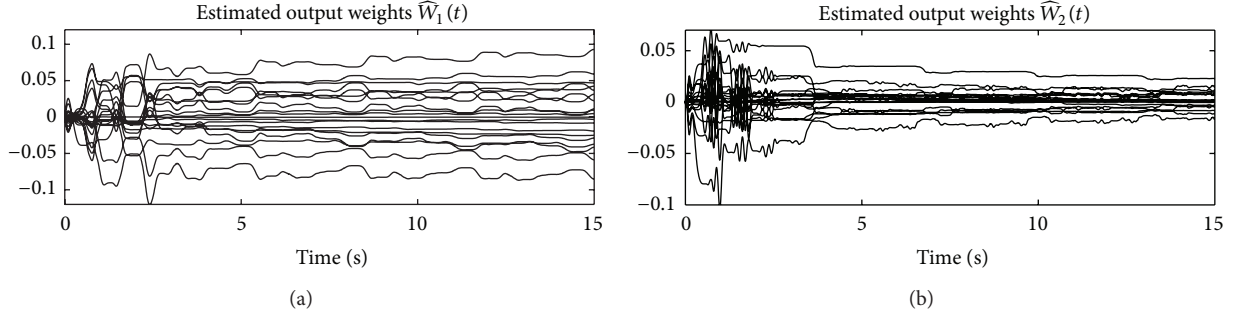 Estimated output weights Ŵ₁(t)
0.1
0.05
0
−0.05
−0.1
0 5 10 15
Time (s)
(a)
Estimated output weights Ŵ₂(t)
0.05
0
−0.05
−0.1
0 5 10 15
Time (s)
(b)